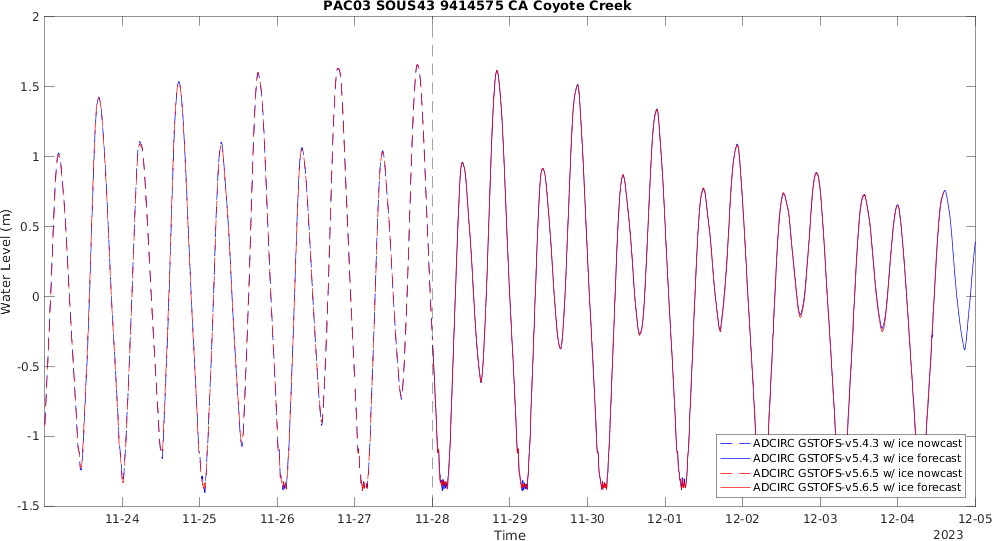 PAC03 SOUS43 9414575 CA Coyote Creek
2
1.5
1
0.5
0
-0.5
-1
-1.5
Water Level (m)
ADCIRC GSTOFS-v5.4.3 w/ ice nowcast
ADCIRC GSTOFS-v5.4.3 w/ ice forecast
ADCIRC GSTOFS-v5.6.5 w/ ice nowcast
ADCIRC GSTOFS-v5.6.5 w/ ice forecast
11-24 11-25 11-26 11-27 11-28 11-29 11-30 12-01 12-02 12-03 12-04 12-05
Time
2023